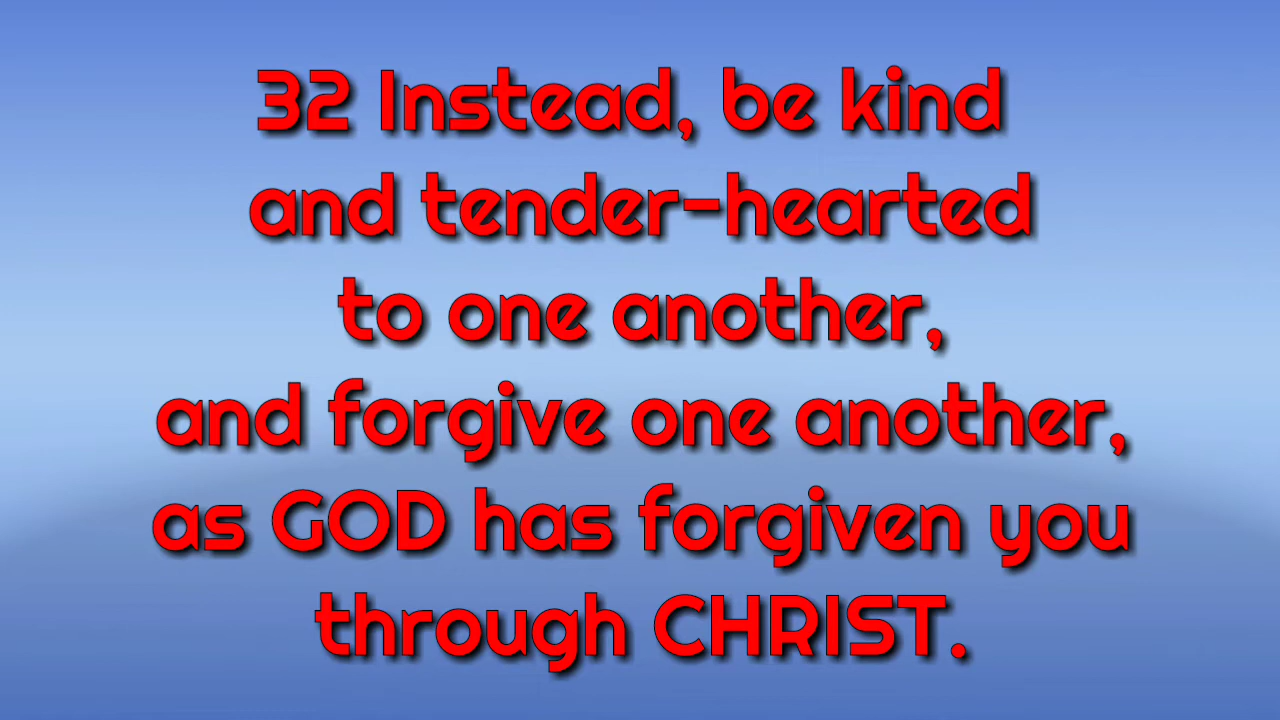 32 Instead, be kind
and tender-hearted
to one another,
and forgive one another,
as GOD has forgiven you
through CHRIST.